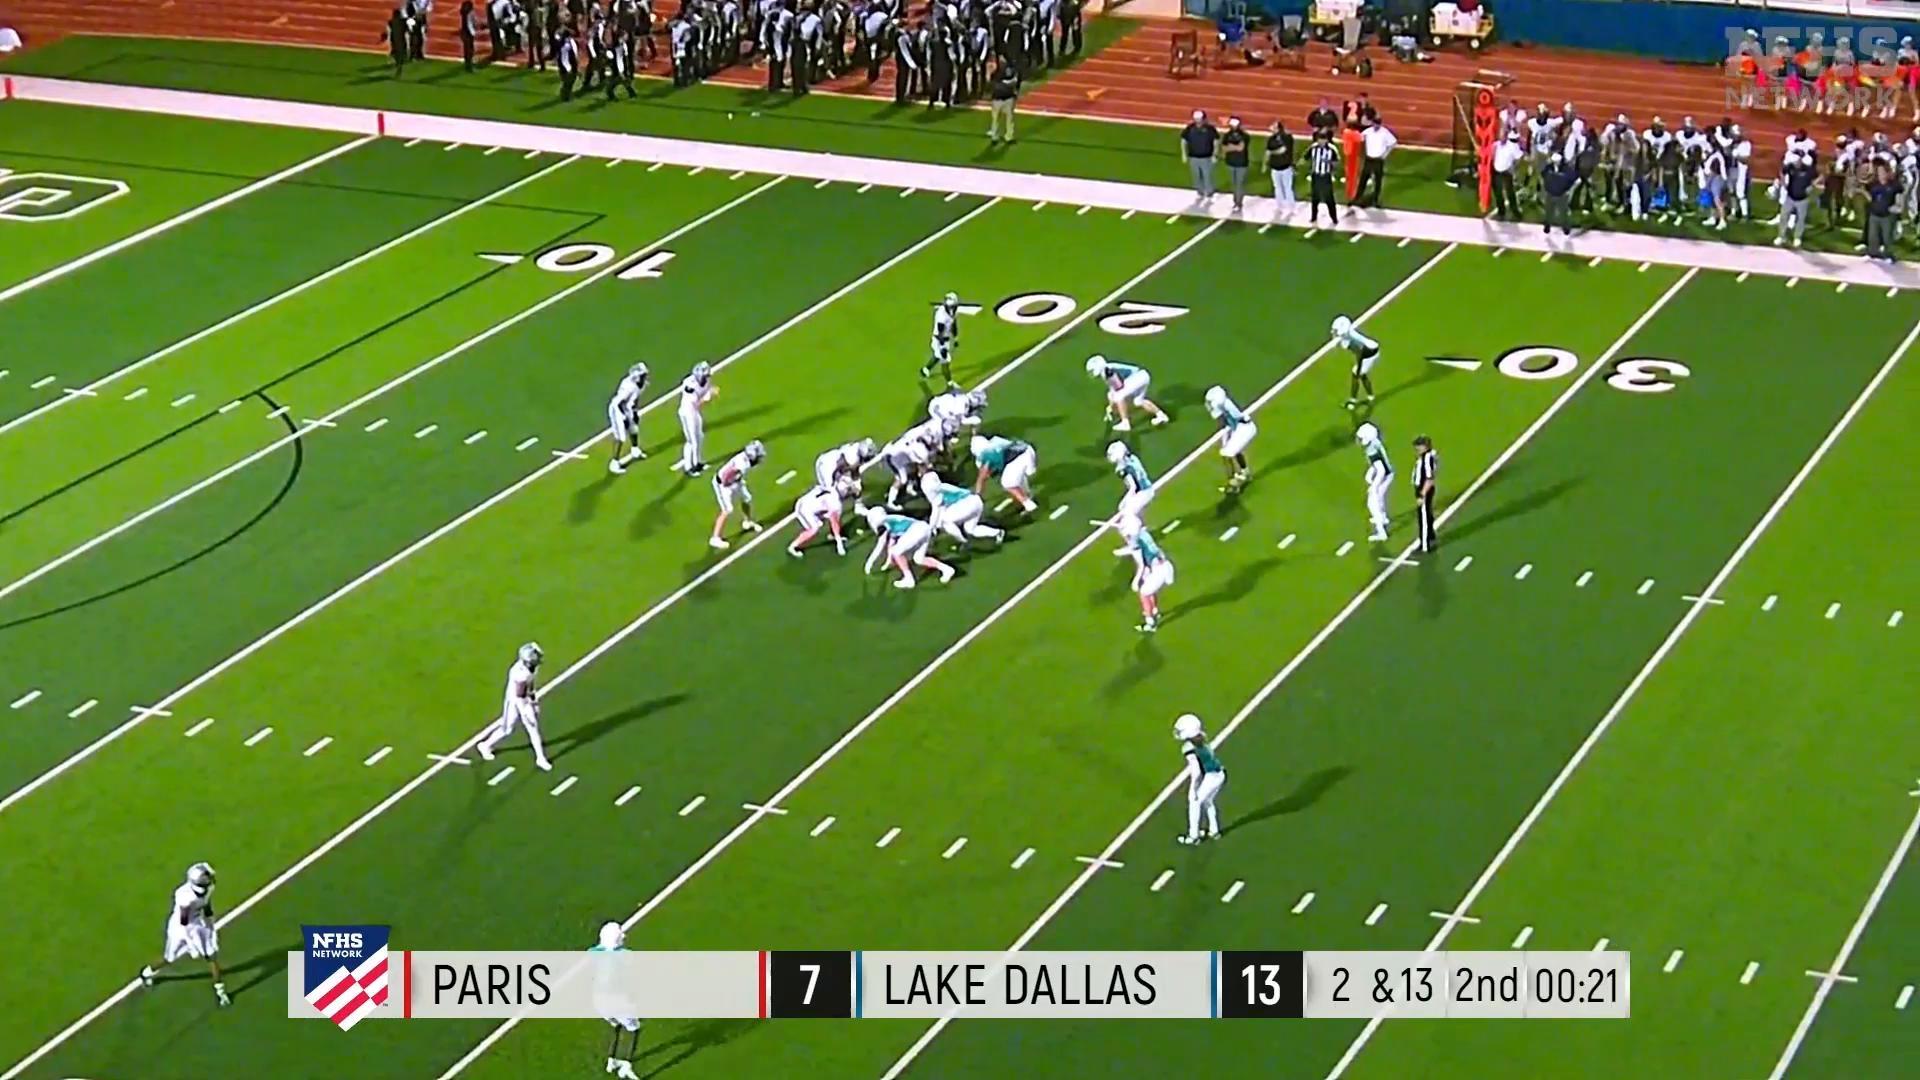 NFHS
NETWORK
10
20
30
NFHS
NETWORK
PARIS 7 LAKE DALLAS 13 2 &13 2nd 00:21